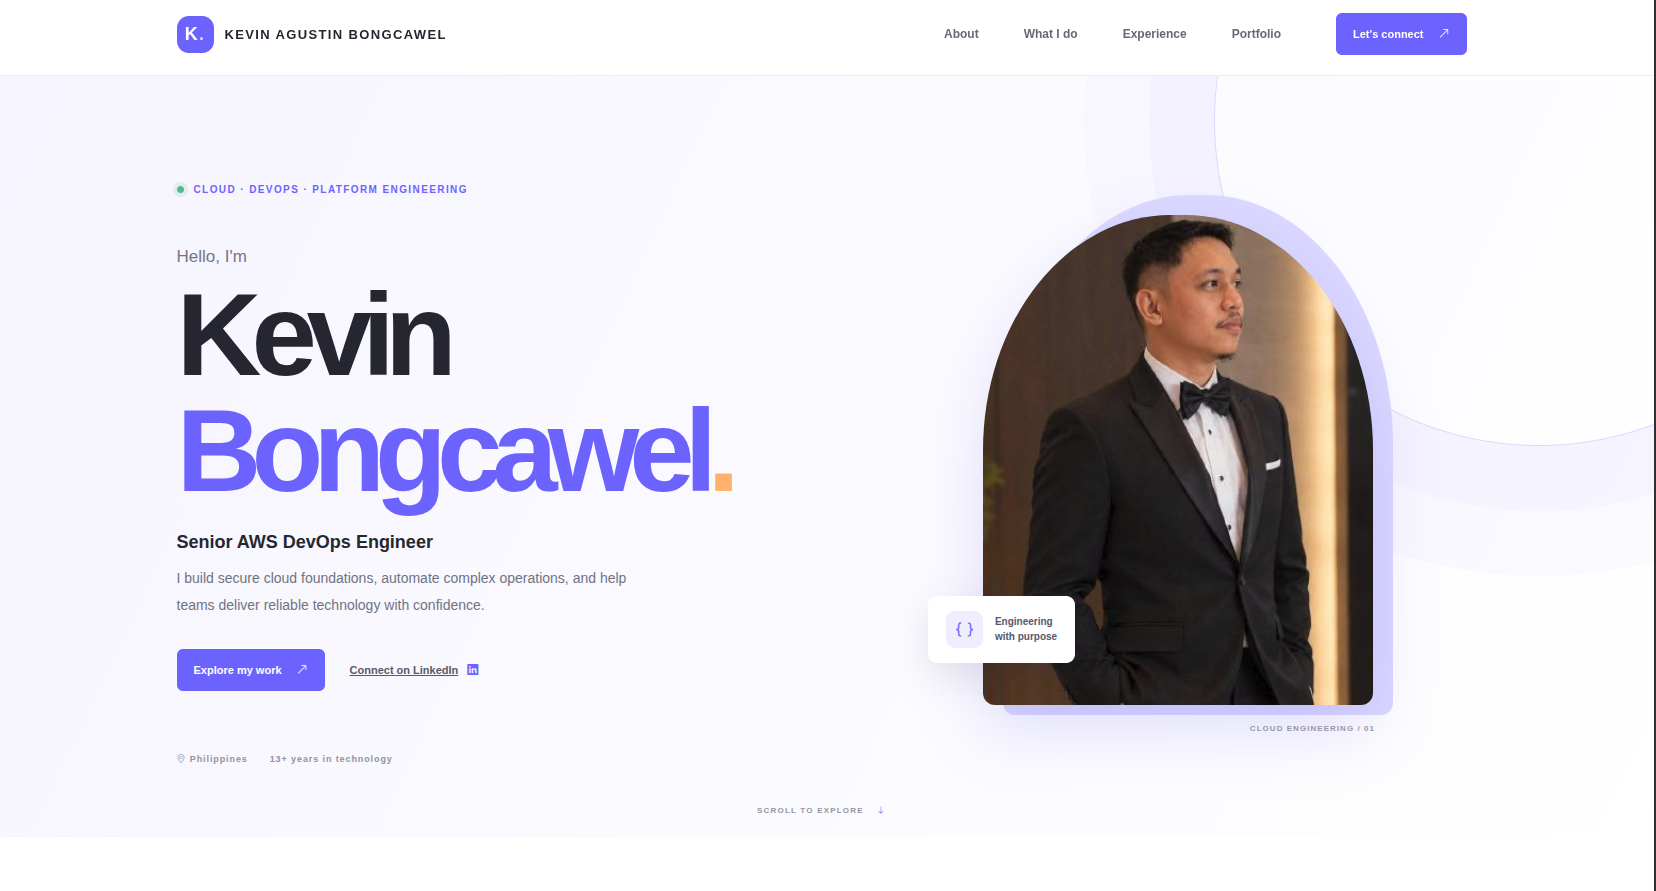 K.
KEVIN AGUSTIN BONGCAWEL
About
What I do
Experience
Portfolio
Let's connect
CLOUD · DEVOPS · PLATFORM ENGINEERING
Hello, I'm
Kevin
Bongcawel.
Senior AWS DevOps Engineer
I build secure cloud foundations, automate complex operations, and help
teams deliver reliable technology with confidence.
Explore my work
Connect on LinkedIn
in
Philippines
13+ years in technology
{ }
Engineering
with purpose
CLOUD ENGINEERING / 01
SCROLL TO EXPLORE